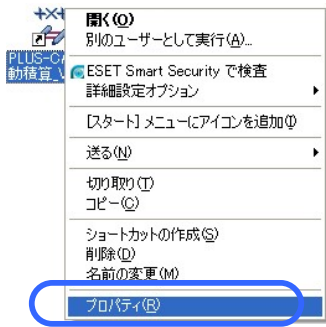 開く(O)
別のユーザーとして実行(A)...
PLUS-CA
動積算_V
ESET Smart Security で検査
詳細設定オプション
[スタート] メニューにアイコンを追加(I)
送る(N)
切り取り(T)
コピー(C)
ショートカットの作成(S)
削除(D)
名前の変更(M)
プロパティ(R)